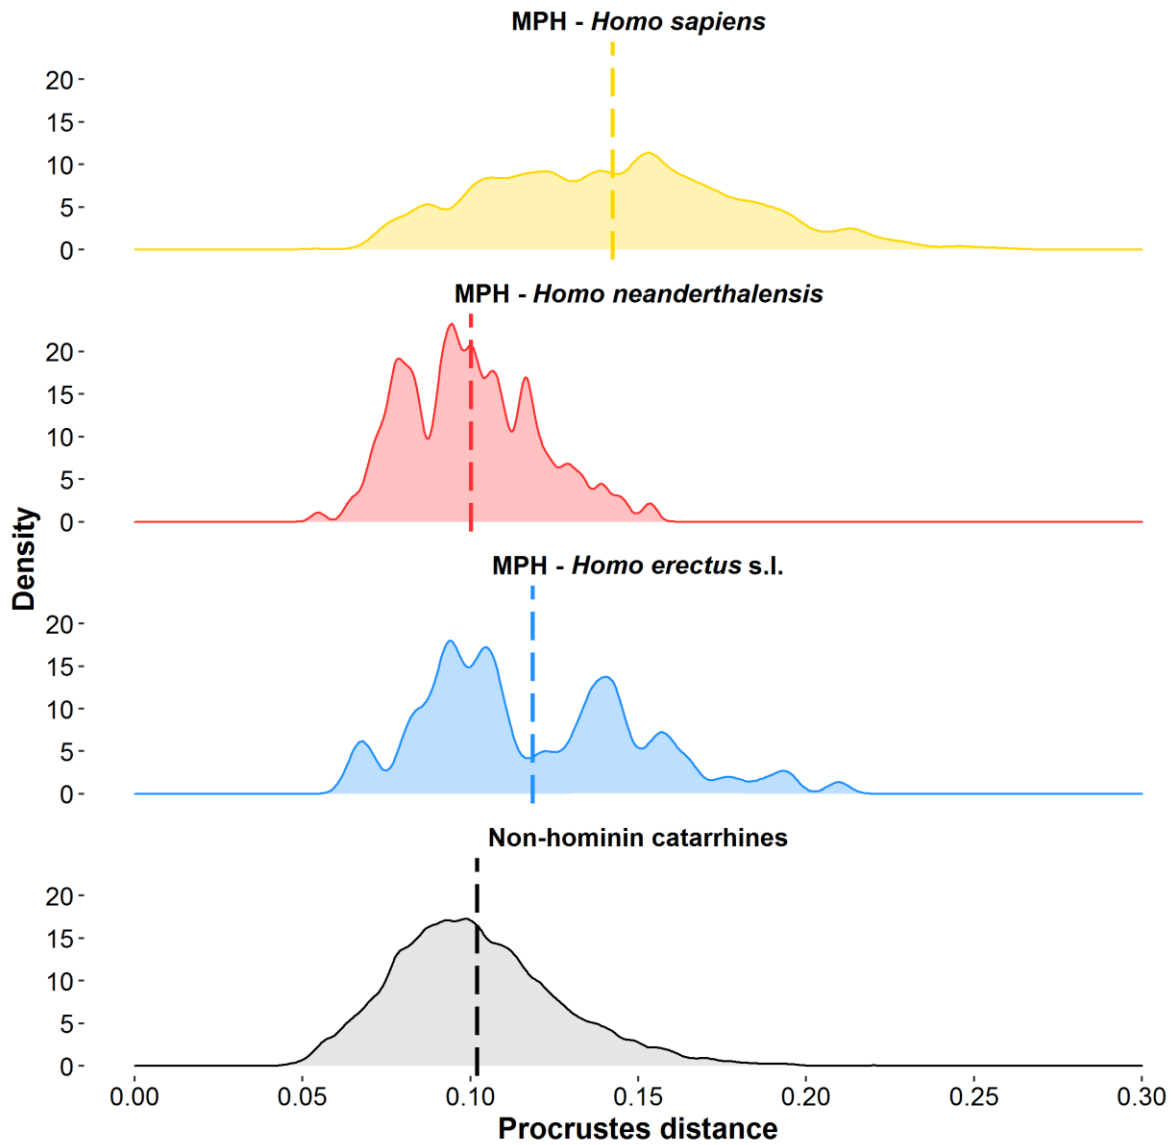 MPH - Homo sapiens
20
15
10
5
0
MPH - Homo neanderthalensis
20
15
10
5
0
MPH - Homo erectus s.l.
20
15
10
5
0
Non-hominin catarrhines
20
15
10
5
0
Density
0.00 0.05 0.10 0.15 0.20 0.25 0.30
Procrustes distance